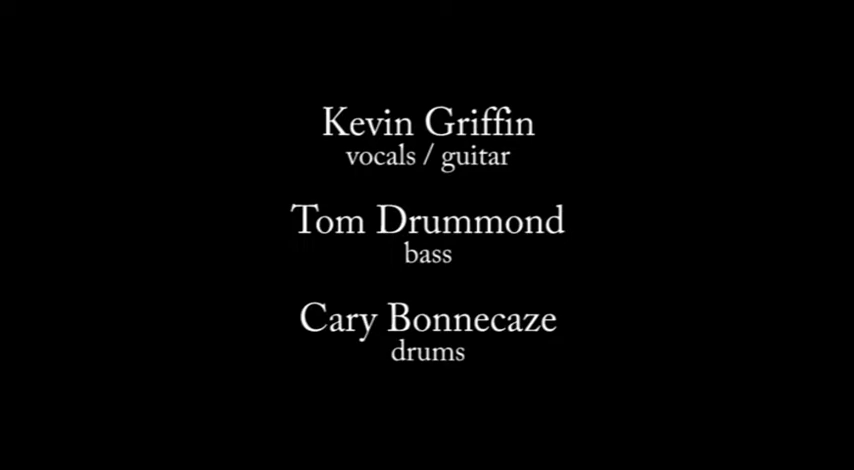 Kevin Griffin
vocals / guitar
Tom Drummond
bass
Cary Bonnecaze
drums